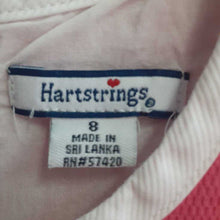 Hartstrings®
8
MADE IN
SRI LANKA
RN#57420